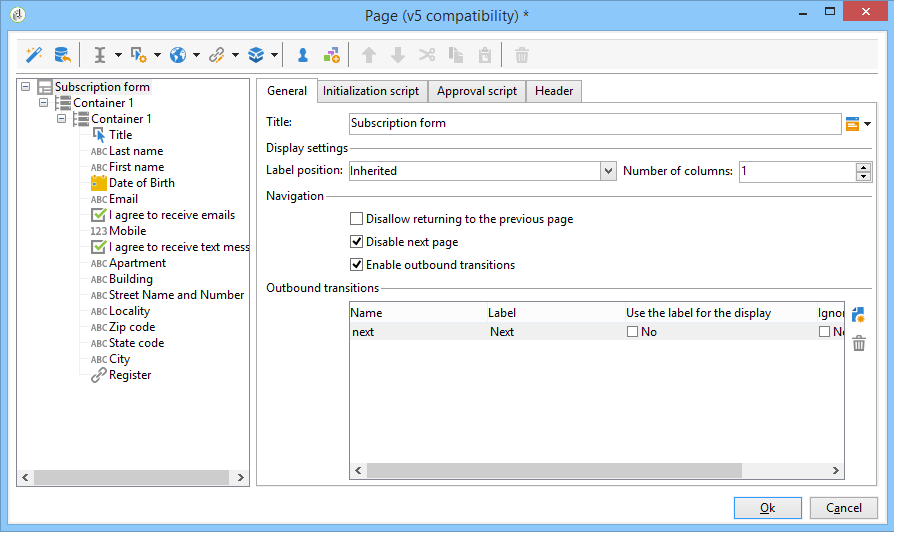 Page (v5 compatibility) *
Subscription form
Container 1
Container 1
Title
ABC Last name
ABC First name
Date of Birth
ABC Email
I agree to receive emails
123 Mobile
I agree to receive text mess
ABC Apartment
ABC Building
ABC Street Name and Number
ABC Locality
ABC Zip code
ABC State code
ABC City
Register
General Initialization script Approval script Header
Title: Subscription form
Display settings
Label position: Inherited Number of columns: 1
Navigation
Disallow returning to the previous page
Disable next page
Enable outbound transitions
Outbound transitions
Name Label Use the label for the display Ignor
next Next No No
Ok Cancel